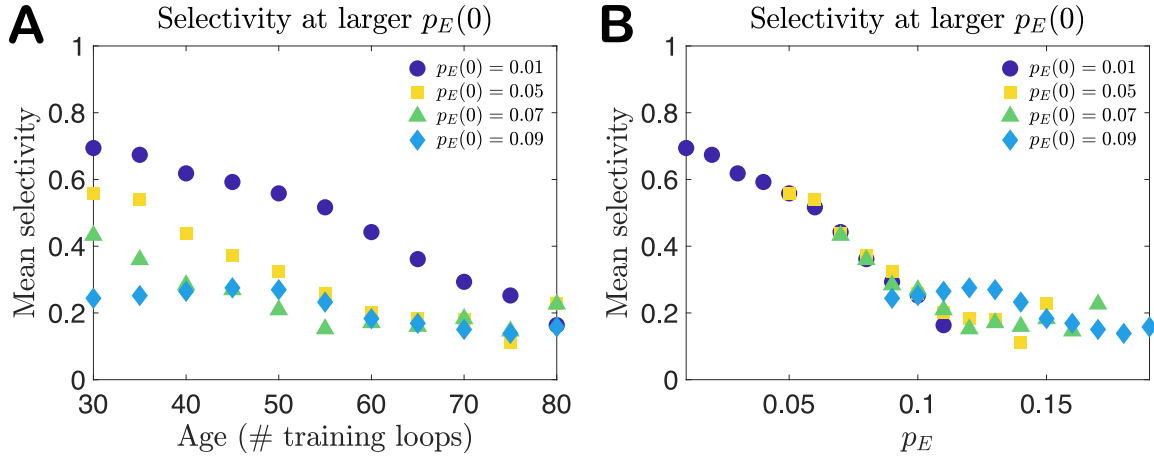 A
Selectivity at larger $p_E(0)$
1
0.8
0.6
0.4
0.2
0
Mean selectivity
$p_E(0) = 0.01$
$p_E(0) = 0.05$
$p_E(0) = 0.07$
$p_E(0) = 0.09$
30 40 50 60 70 80
Age (# training loops)
B
Selectivity at larger $p_E(0)$
1
0.8
0.6
0.4
0.2
0
Mean selectivity
$p_E(0) = 0.01$
$p_E(0) = 0.05$
$p_E(0) = 0.07$
$p_E(0) = 0.09$
0.05 0.1 0.15
$p_E$